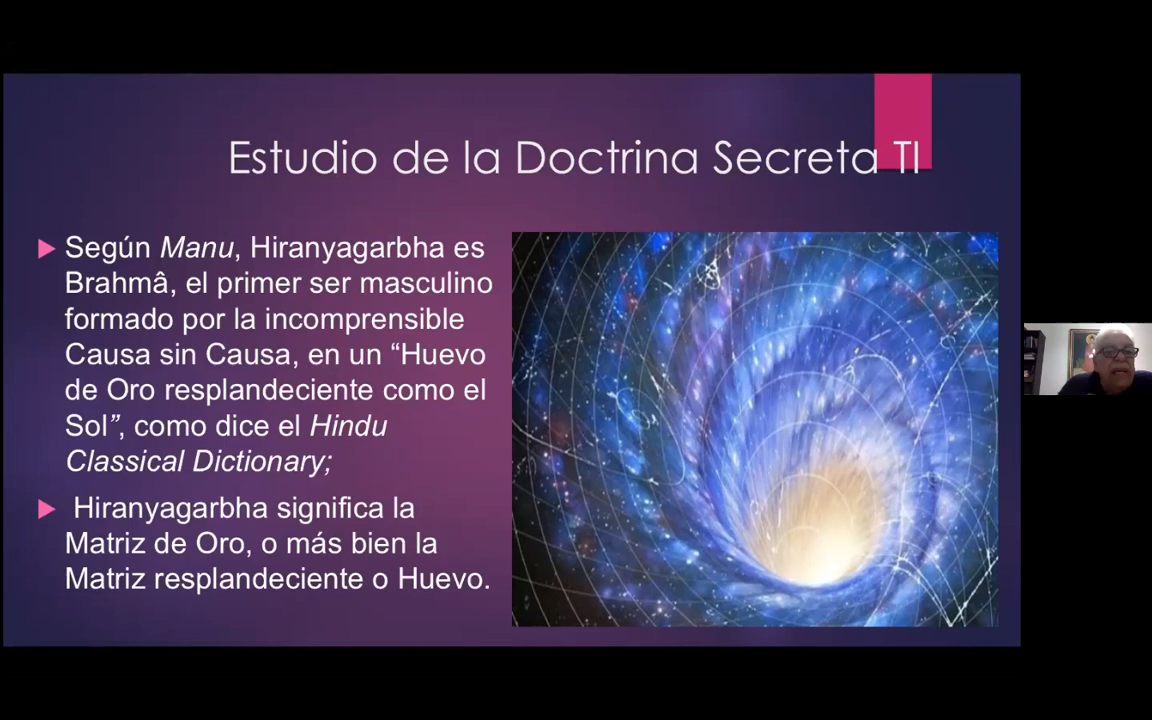 Estudio de la Doctrina Secreta TI
Según Manu, Hiranyagarbha es
Brahmâ, el primer ser masculino
formado por la incomprensible
Causa sin Causa, en un “Huevo
de Oro resplandeciente como el
Sol”, como dice el Hindu
Classical Dictionary;
Hiranyagarbha significa la
Matriz de Oro, o más bien la
Matriz resplandeciente o Huevo.